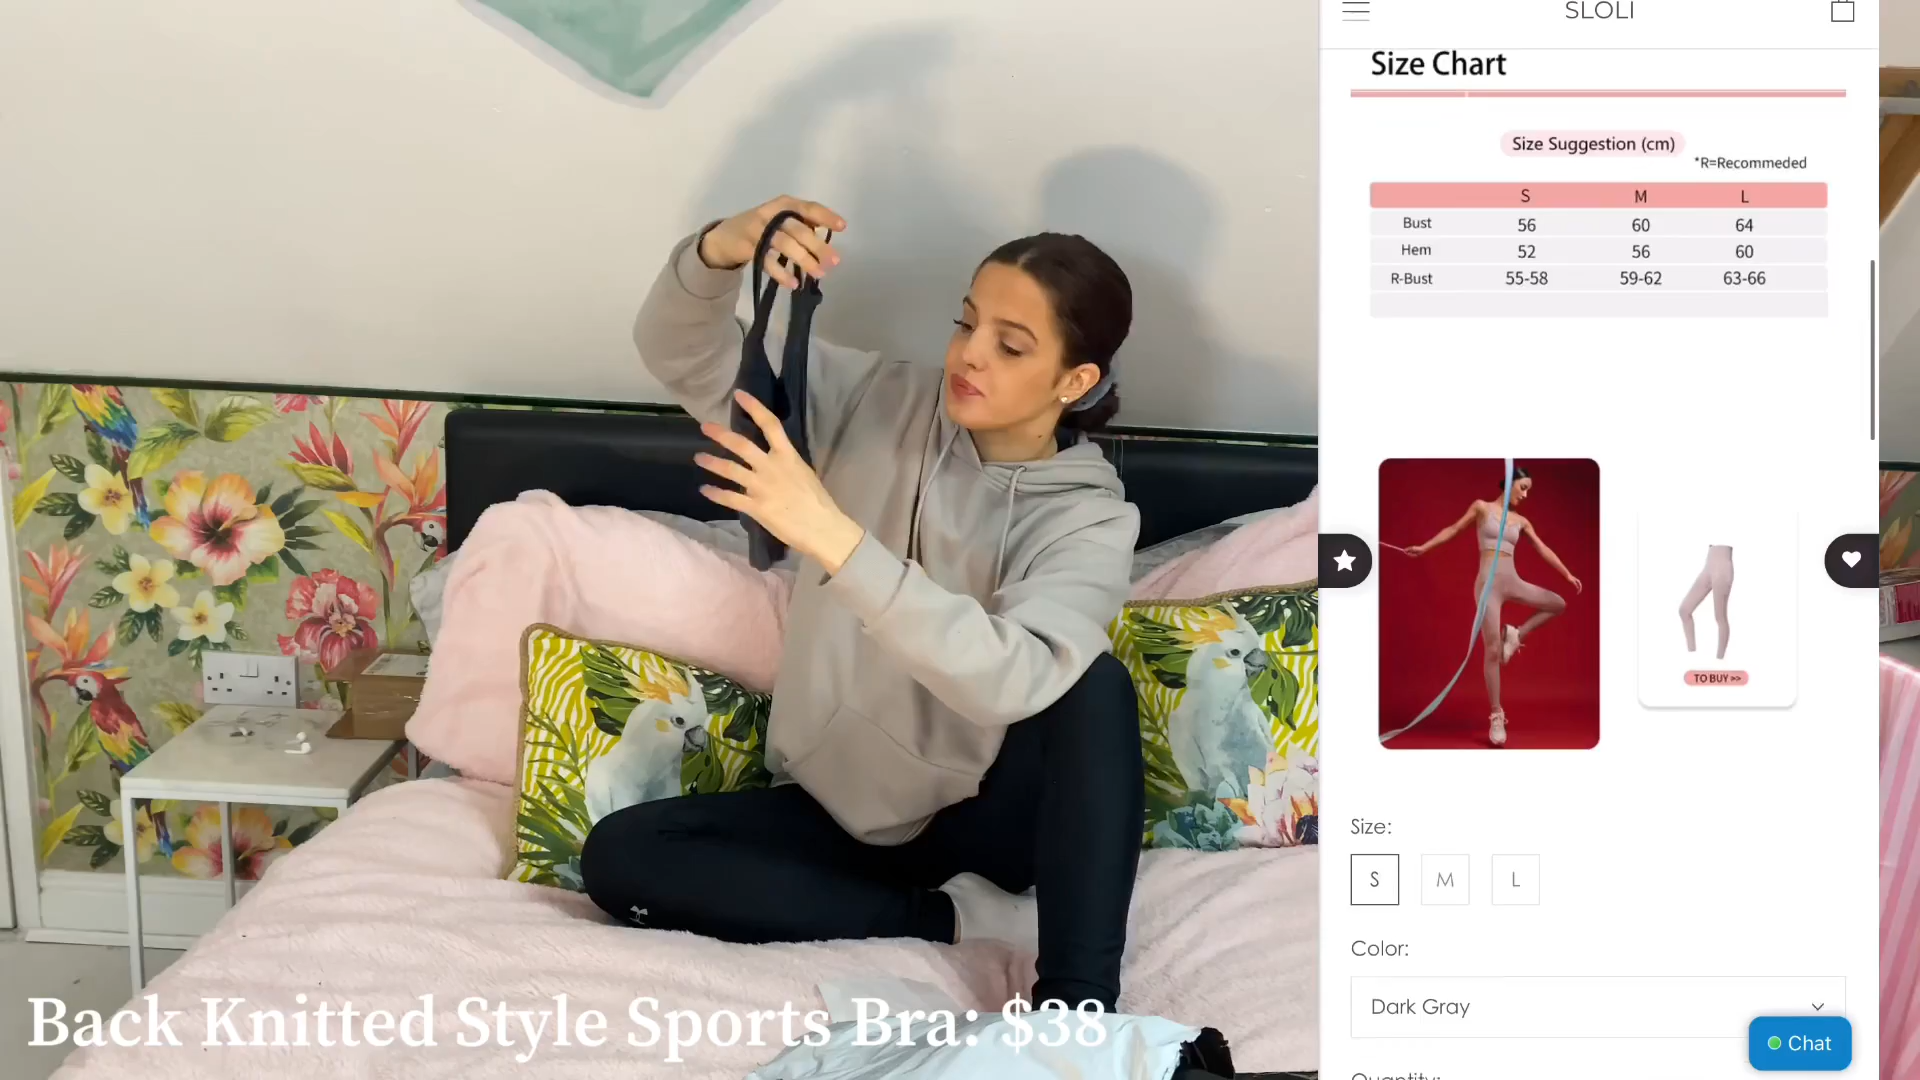 SLOLI
Size Chart
Size Suggestion (cm)
*R=Recommeded
S M L
Bust 56 60 64
Hem 52 56 60
R-Bust 55-58 59-62 63-66
TO BUY >>
Size:
S M L
Color:
Dark Gray
Chat
Quantity:
Back Knitted Style Sports Bra: $38